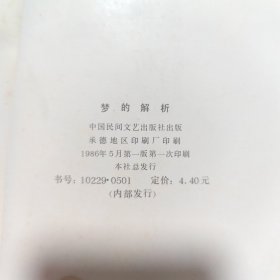 梦的解析
中国民间文艺出版社出版
承德地区印刷厂印刷
1986年5月第一版第一次印刷
本社总发行
书号：10229·0501 定价：4.40元
（内部发行）